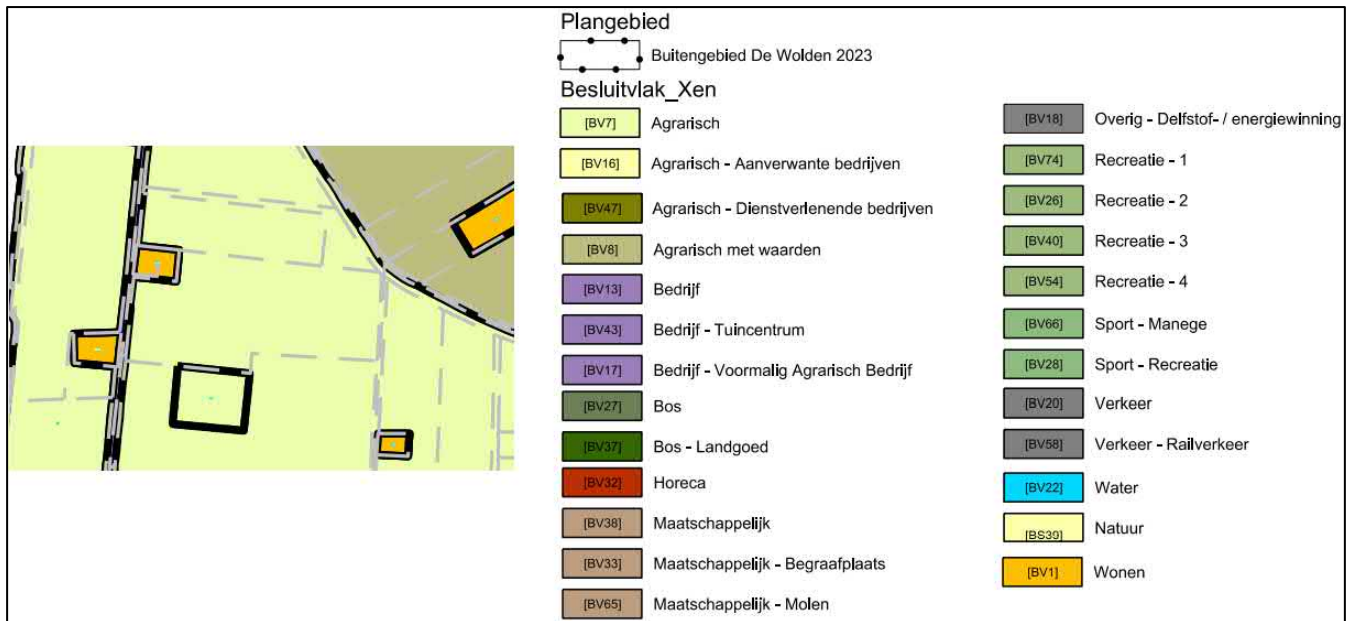 Plangebied
Buitengebied De Wolden 2023
Besluitvlak_Xen
[BV7] Agrarisch
[BV16] Agrarisch - Aanverwante bedrijven
[BV47] Agrarisch - Dienstverlenende bedrijven
[BV8] Agrarisch met waarden
[BV13] Bedrijf
[BV43] Bedrijf - Tuincentrum
[BV17] Bedrijf - Voormalig Agrarisch Bedrijf
[BV27] Bos
[BV37] Bos - Landgoed
[BV32] Horeca
[BV38] Maatschappelijk
[BV33] Maatschappelijk - Begraafplaats
[BV65] Maatschappelijk - Molen
[BV18] Overig - Delfstof- / energiewinning
[BV74] Recreatie - 1
[BV26] Recreatie - 2
[BV40] Recreatie - 3
[BV54] Recreatie - 4
[BV66] Sport - Manege
[BV28] Sport - Recreatie
[BV20] Verkeer
[BV58] Verkeer - Railverkeer
[BV22] Water
[BS39] Natuur
[BV1] Wonen